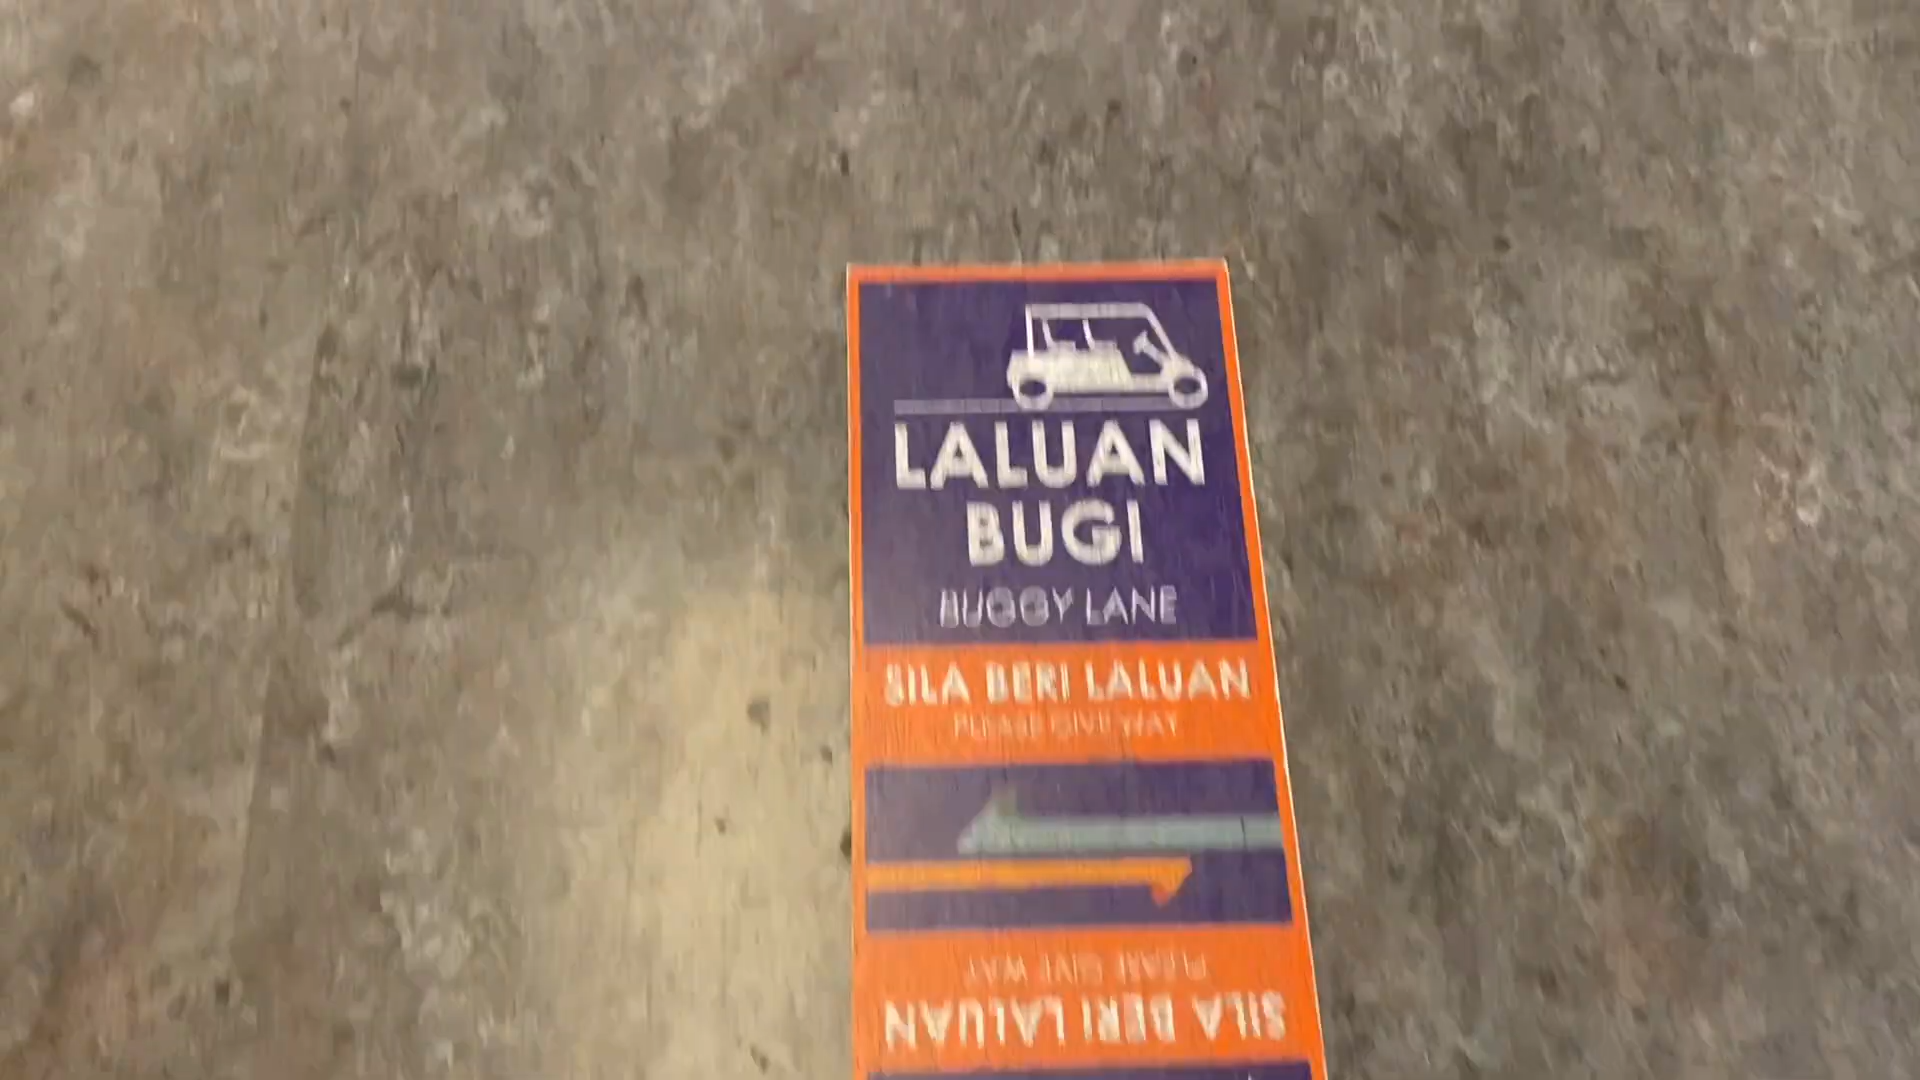 LALUAN
BUGI
BUGGY LANE
SILA BERI LALUAN
PLEASE GIVE WAY
PLEASE GIVE WAY
SILA BERI LALUAN